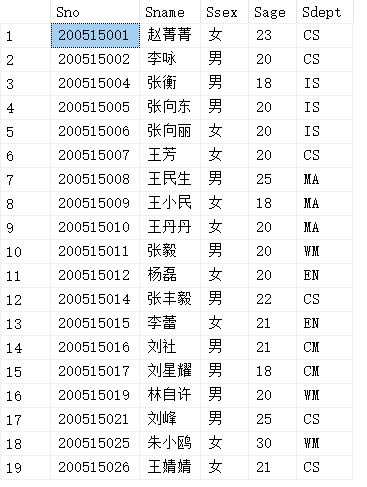 Sno Sname Ssex Sage Sdept
1 200515001 赵菁菁 女 23 CS
2 200515002 李咏 男 20 CS
3 200515004 张衡 男 18 IS
4 200515005 张向东 男 20 IS
5 200515006 张向丽 女 20 IS
6 200515007 王芳 女 20 CS
7 200515008 王民生 男 25 MA
8 200515009 王小民 女 18 MA
9 200515010 王丹丹 女 20 MA
10 200515011 张毅 男 20 WM
11 200515012 杨磊 女 20 EN
12 200515014 张丰毅 男 22 CS
13 200515015 李蕾 女 21 EN
14 200515016 刘社 男 21 CM
15 200515017 刘星耀 男 18 CM
16 200515019 林自许 男 20 WM
17 200515021 刘峰 男 25 CS
18 200515025 朱小鸥 女 30 WM
19 200515026 王婧婧 女 21 CS